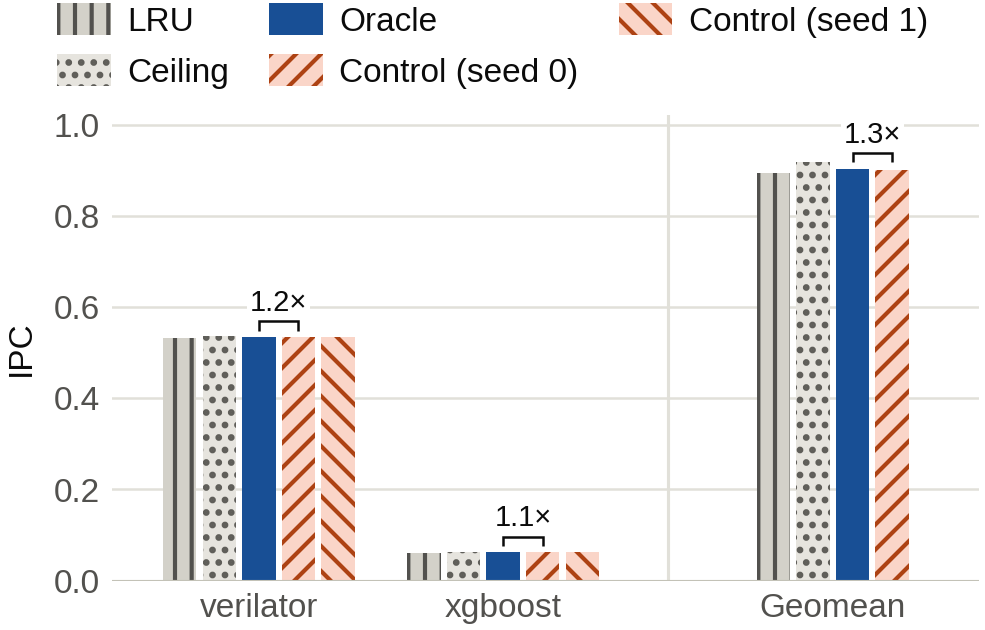 LRU Oracle Control (seed 1)
Ceiling Control (seed 0)
1.0
0.8
0.6
0.4
0.2
0.0
IPC
1.2×
1.1×
1.3×
verilator xgboost Geomean